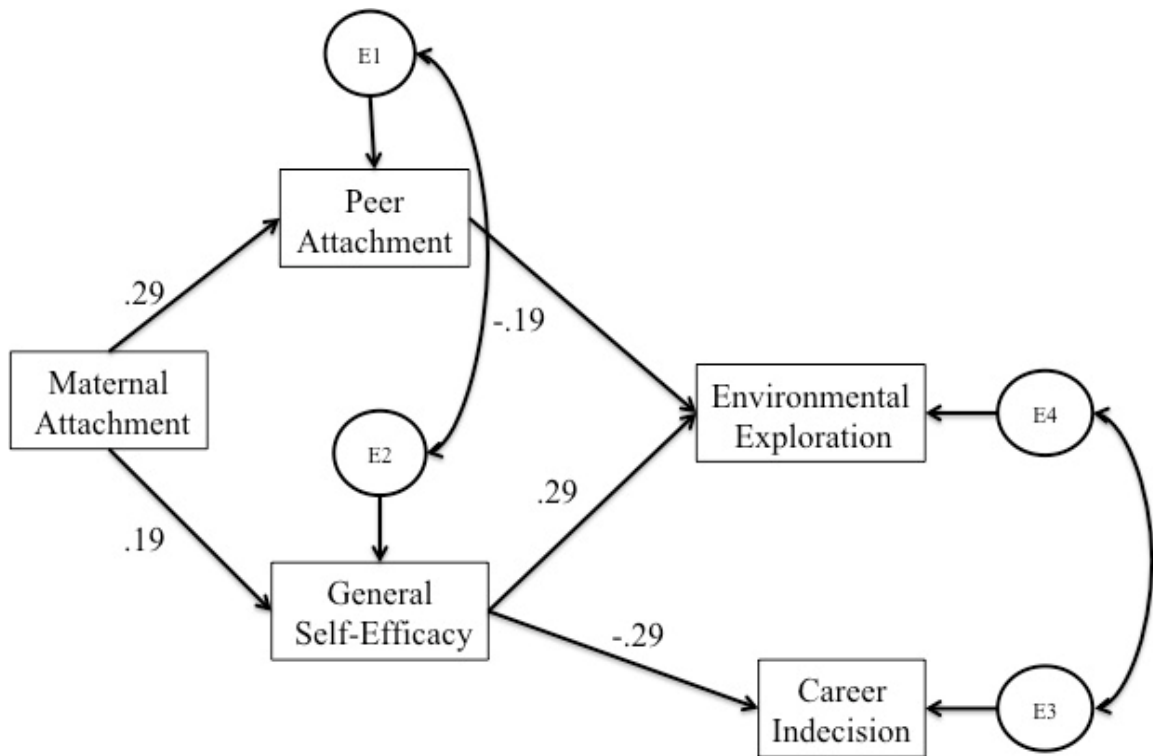 E1
Peer
Attachment
.29
-.19
Maternal
Attachment
Environmental
Exploration
E4
E2
.29
.19
General
Self-Efficacy
-.29
Career
Indecision
E3